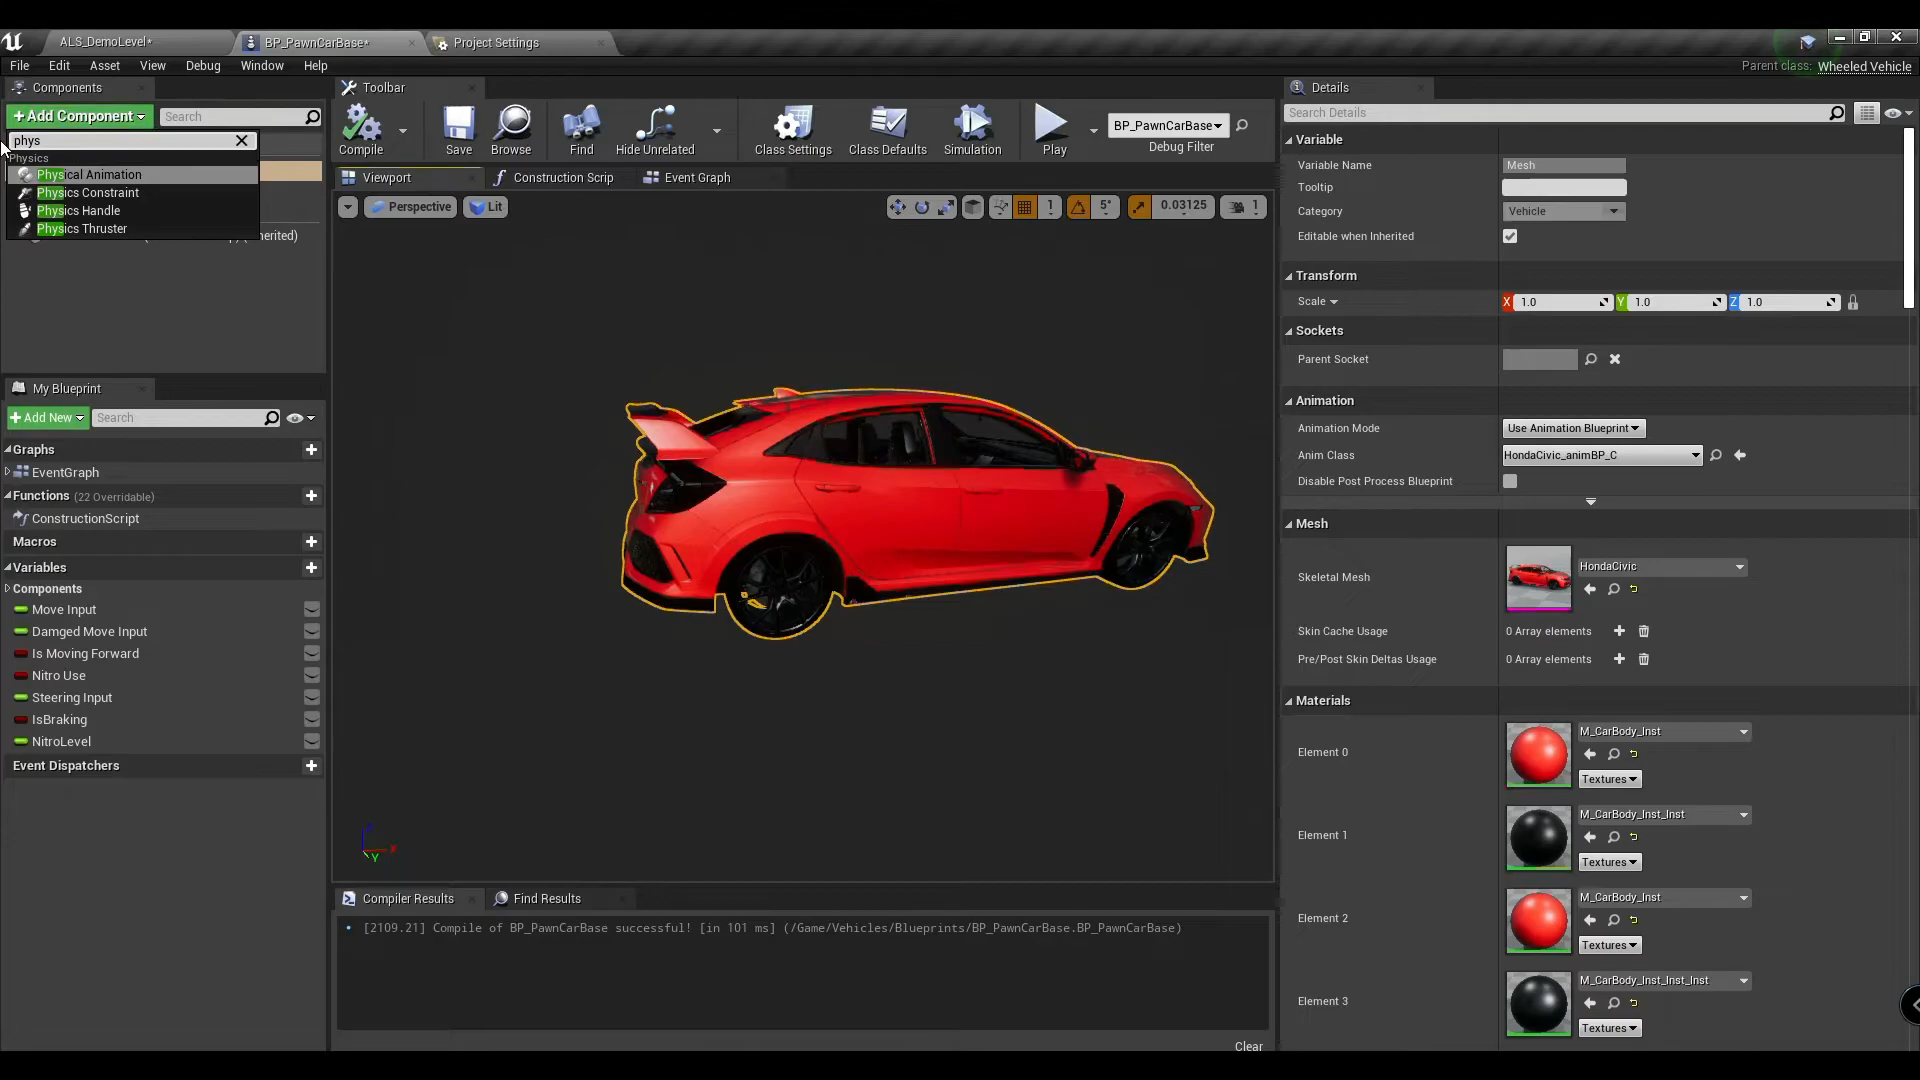 ALS_DemoLevel*
BP_PawnCarBase*
Project Settings
File Edit Asset View Debug Window Help
Parent class: Wheeled Vehicle
Components
+Add Component
Search
phys
Physics
Physical Animation
Physics Constraint
Physics Handle
Physics Thruster
herited)
My Blueprint
+Add New
Search
Graphs
EventGraph
Functions (22 Overridable)
ConstructionScript
Macros
Variables
Components
Move Input
Damged Move Input
Is Moving Forward
Nitro Use
Steering Input
IsBraking
NitroLevel
Event Dispatchers
Toolbar
Compile
Save
Browse
Find
Hide Unrelated
Class Settings
Class Defaults
Simulation
Play
BP_PawnCarBase
Debug Filter
Viewport
Construction Scrip
Event Graph
Perspective
Lit
1
5°
0.03125
1
X
Y
Compiler Results
Find Results
[2109.21] Compile of BP_PawnCarBase successful! [in 101 ms] (/Game/Vehicles/Blueprints/BP_PawnCarBase.BP_PawnCarBase)
Clear
Details
Search Details
Variable
Variable Name Mesh
Tooltip
Category Vehicle
Editable when Inherited
Transform
Scale X 1.0 Y 1.0 Z 1.0
Sockets
Parent Socket
Animation
Animation Mode Use Animation Blueprint
Anim Class HondaCivic_animBP_C
Disable Post Process Blueprint
Mesh
Skeletal Mesh HondaCivic
Skin Cache Usage 0 Array elements
Pre/Post Skin Deltas Usage 0 Array elements
Materials
Element 0 M_CarBody_Inst
Textures
Element 1 M_CarBody_Inst_Inst
Textures
Element 2 M_CarBody_Inst
Textures
Element 3 M_CarBody_Inst_Inst_Inst
Textures